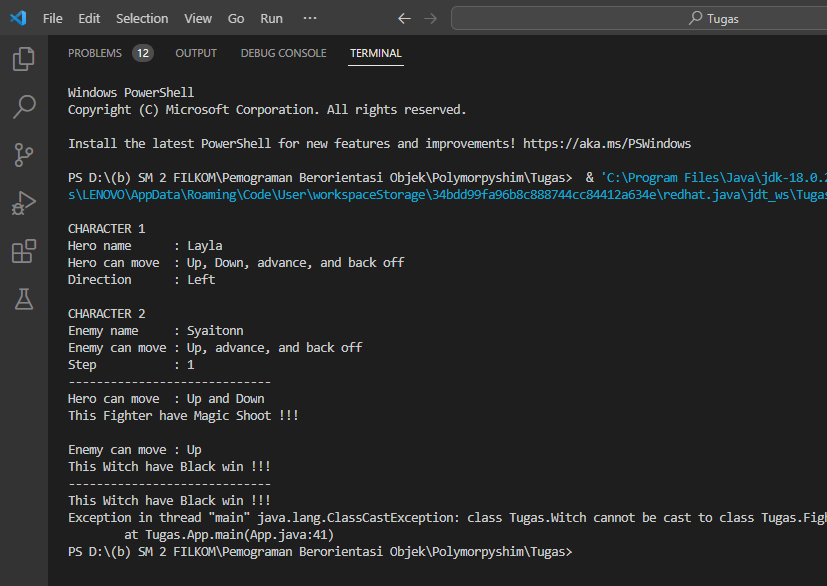 File Edit Selection View Go Run ··· Tugas
PROBLEMS 12 OUTPUT DEBUG CONSOLE TERMINAL
Windows PowerShell
Copyright (C) Microsoft Corporation. All rights reserved.
Install the latest PowerShell for new features and improvements! https://aka.ms/PSWindows
PS D:\(b) SM 2 FILKOM\Pemograman Berorientasi Objek\Polymorpyshim\Tugas>  & 'C:\Program Files\Java\jdk-18.0.2
s\LENOVO\AppData\Roaming\Code\User\workspaceStorage\34bdd99fa96b8c888744cc84412a634e\redhat.java\jdt_ws\Tugas
CHARACTER 1
Hero name      : Layla
Hero can move  : Up, Down, advance, and back off
Direction      : Left
CHARACTER 2
Enemy name     : Syaitonn
Enemy can move : Up, advance, and back off
Step           : 1
-----------------------------
Hero can move  : Up and Down
This Fighter have Magic Shoot !!!
Enemy can move : Up
This Witch have Black win !!!
-----------------------------
This Witch have Black win !!!
Exception in thread "main" java.lang.ClassCastException: class Tugas.Witch cannot be cast to class Tugas.Figh
        at Tugas.App.main(App.java:41)
PS D:\(b) SM 2 FILKOM\Pemograman Berorientasi Objek\Polymorpyshim\Tugas>